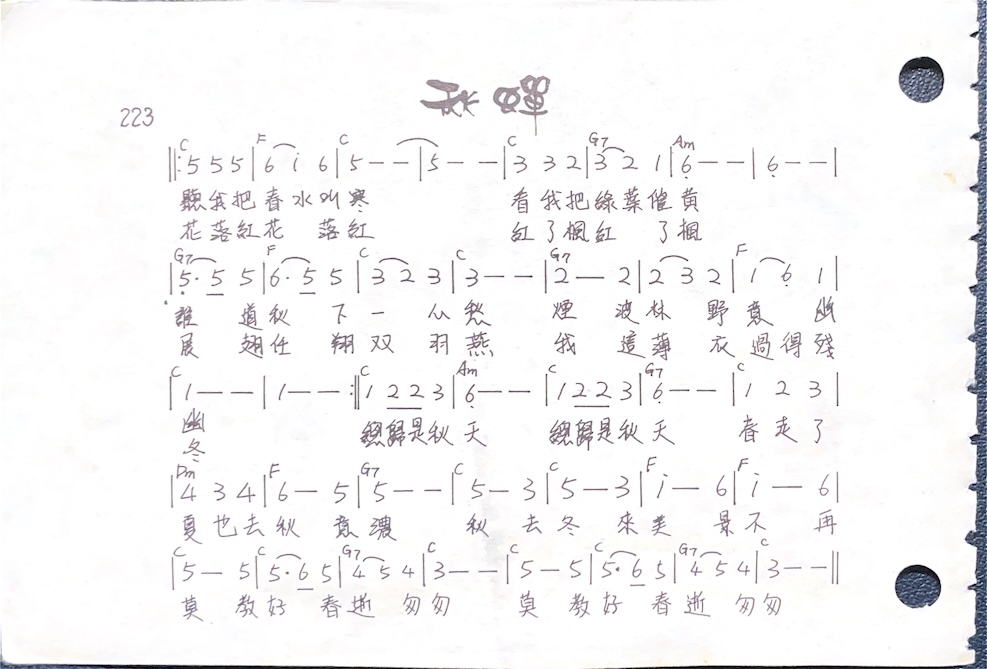 秋蟬
223
C F C C G7 Am
‖: 5 5 5 | 6 i 6 | 5 — — | 5 — — | 3 3 2 | 3 2 1 | 6̣ — — | 6̣ — — |
聽我把春水叫寒 看我把綠葉催黄
花落紅花 落紅 紅了楓紅 了楓
G7 F C C G7 F
| 5̣· 5 5 | 6· 5 5 | 3 2 3 | 3 — — | 2 — 2 | 2 3 2 | 1 6̣ 1 |
誰 道秋 下一 心愁 煙 波林 野意 幽
展 翅任 翔双 羽燕 我 這薄 衣過得殘
C C Am C G7 C
| 1 — — | 1 — — :‖ 1 2 2 3 | 6̣ — — | 1 2 2 3 | 6̣ — — | 1 2 3 |
幽 總歸是秋天 總歸是秋天 春走了
冬
Dm F G7 C C F F
| 4 3 4 | 6 — 5 | 5 — — | 5 — 3 | 5 — 3 | i — 6 | i — 6 |
夏也去秋 意濃 秋 去冬 來美 景不 再
C C G7 C C C G7 C
| 5 — 5 | 5· 6 5 | 4 5 4 | 3 — — | 5 — 5 | 5· 6 5 | 4 5 4 | 3 — — ‖
莫 教好 春逝 匆匆 莫 教好 春逝 匆匆